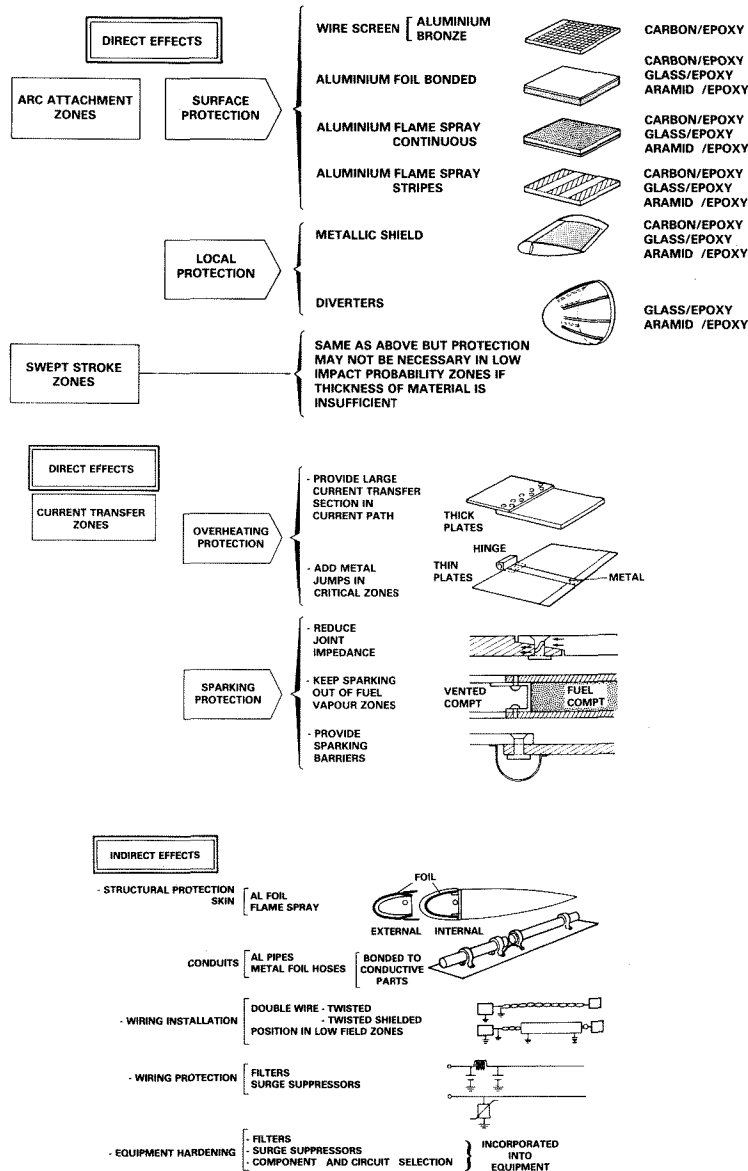 DIRECT EFFECTS
ARC ATTACHMENT
ZONES
SURFACE
PROTECTION
WIRE SCREEN
ALUMINIUM
BRONZE
CARBON/EPOXY
ALUMINIUM FOIL BONDED
CARBON/EPOXY
GLASS/EPOXY
ARAMID /EPOXY
ALUMINIUM FLAME SPRAY
CONTINUOUS
CARBON/EPOXY
GLASS/EPOXY
ARAMID /EPOXY
ALUMINIUM FLAME SPRAY
STRIPES
CARBON/EPOXY
GLASS/EPOXY
ARAMID /EPOXY
LOCAL
PROTECTION
METALLIC SHIELD
CARBON/EPOXY
GLASS/EPOXY
ARAMID /EPOXY
DIVERTERS
GLASS/EPOXY
ARAMID /EPOXY
SWEPT STROKE
ZONES
SAME AS ABOVE BUT PROTECTION
MAY NOT BE NECESSARY IN LOW
IMPACT PROBABILITY ZONES IF
THICKNESS OF MATERIAL IS
INSUFFICIENT
DIRECT EFFECTS
CURRENT TRANSFER
ZONES
OVERHEATING
PROTECTION
- PROVIDE LARGE
CURRENT TRANSFER
SECTION IN
CURRENT PATH
THICK
PLATES
- ADD METAL
JUMPS IN
CRITICAL ZONES
HINGE
THIN
PLATES
METAL
SPARKING
PROTECTION
- REDUCE
JOINT
IMPEDANCE
- KEEP SPARKING
OUT OF FUEL
VAPOUR ZONES
VENTED
COMPT
FUEL
COMPT
- PROVIDE
SPARKING
BARRIERS
INDIRECT EFFECTS
- STRUCTURAL PROTECTION
SKIN
AL FOIL
FLAME SPRAY
FOIL
EXTERNAL
INTERNAL
CONDUITS
AL PIPES
METAL FOIL HOSES
BONDED TO
CONDUCTIVE
PARTS
- WIRING INSTALLATION
DOUBLE WIRE - TWISTED
- TWISTED SHIELDED
POSITION IN LOW FIELD ZONES
- WIRING PROTECTION
FILTERS
SURGE SUPPRESSORS
- EQUIPMENT HARDENING
- FILTERS
- SURGE SUPPRESSORS
- COMPONENT AND CIRCUIT SELECTION
INCORPORATED
INTO
EQUIPMENT